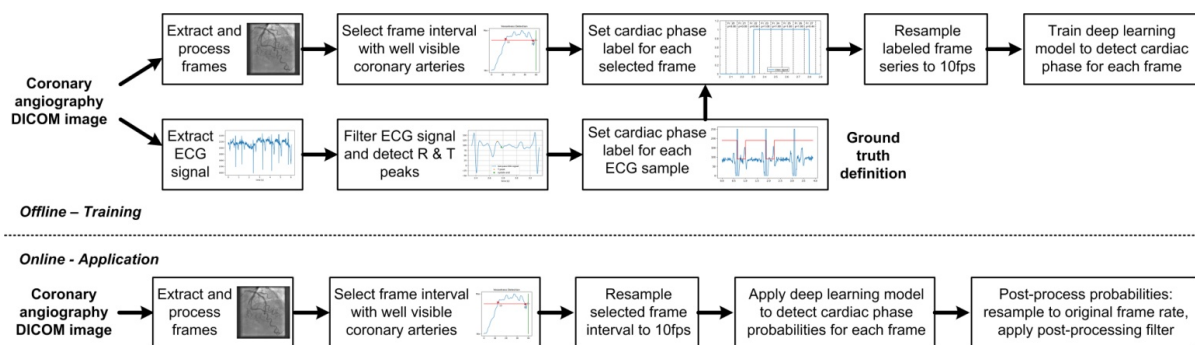 Extract and
process
frames
Select frame interval
with well visible
coronary arteries
Set cardiac phase
label for each
selected frame
Resample
labeled frame
series to 10fps
Train deep learning
model to detect cardiac
phase for each frame
Coronary
angiography
DICOM image
Extract
ECG
signal
Filter ECG signal
and detect R & T
peaks
Set cardiac phase
label for each
ECG sample
Ground
truth
definition
Offline – Training
Online - Application
Coronary
angiography
DICOM image
Extract and
process
frames
Select frame interval
with well visible
coronary arteries
Resample
selected frame
interval to 10fps
Apply deep learning model
to detect cardiac phase
probabilities for each frame
Post-process probabilities:
resample to original frame rate,
apply post-processing filter